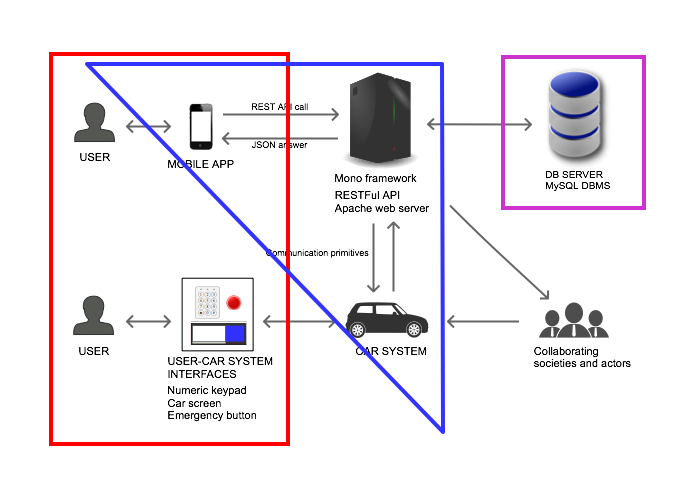 REST API call
USER
MOBILE APP
JSON answer
Mono framework
RESTFul API
Apache web server
DB SERVER
MySQL DBMS
Communication primitives
USER
USER-CAR SYSTEM
INTERFACES
Numeric keypad
Car screen
Emergency button
CAR SYSTEM
Collaborating
societies and actors